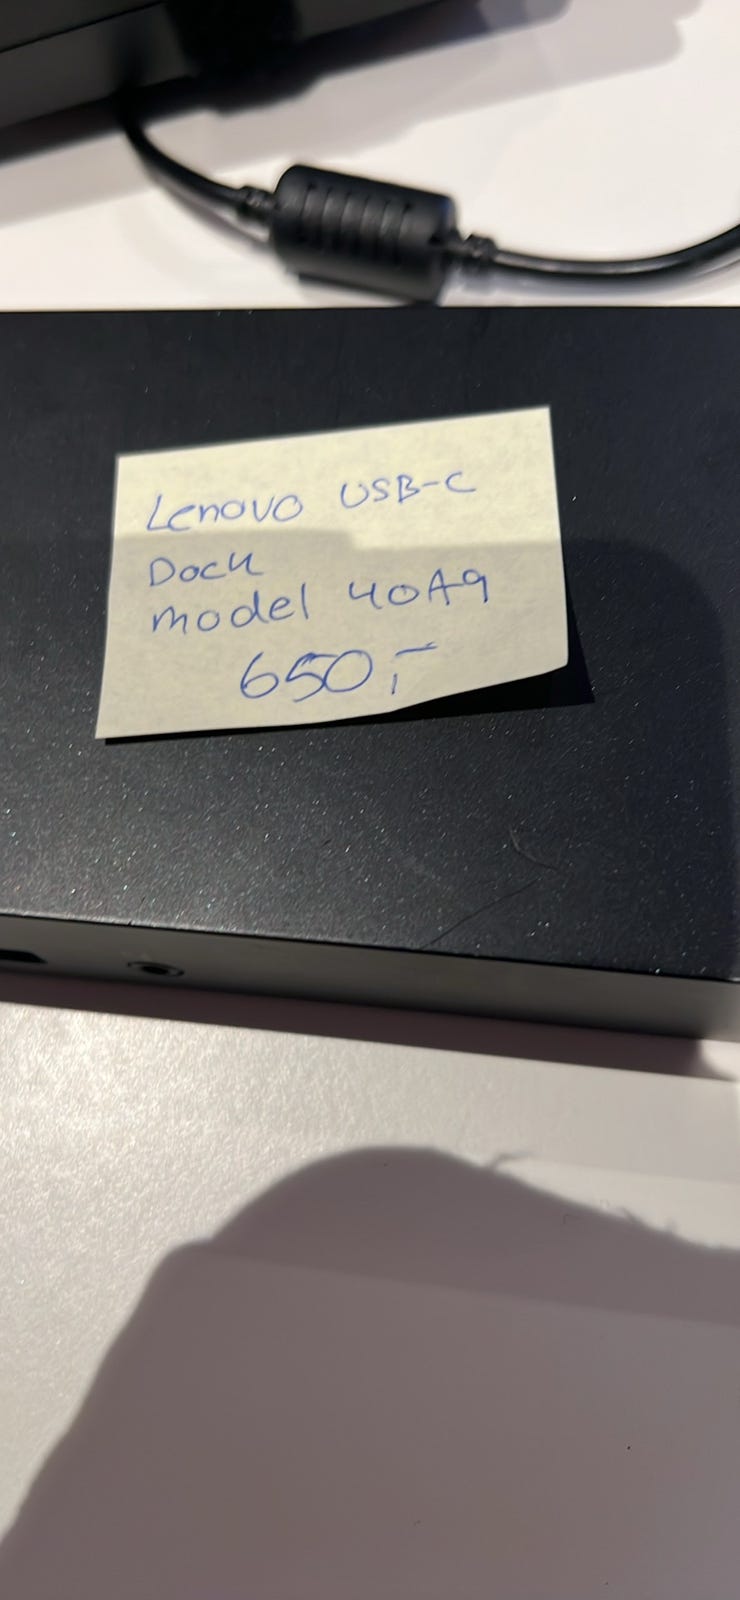 Lenovo USB-C
Dock
model 40A9
650,-